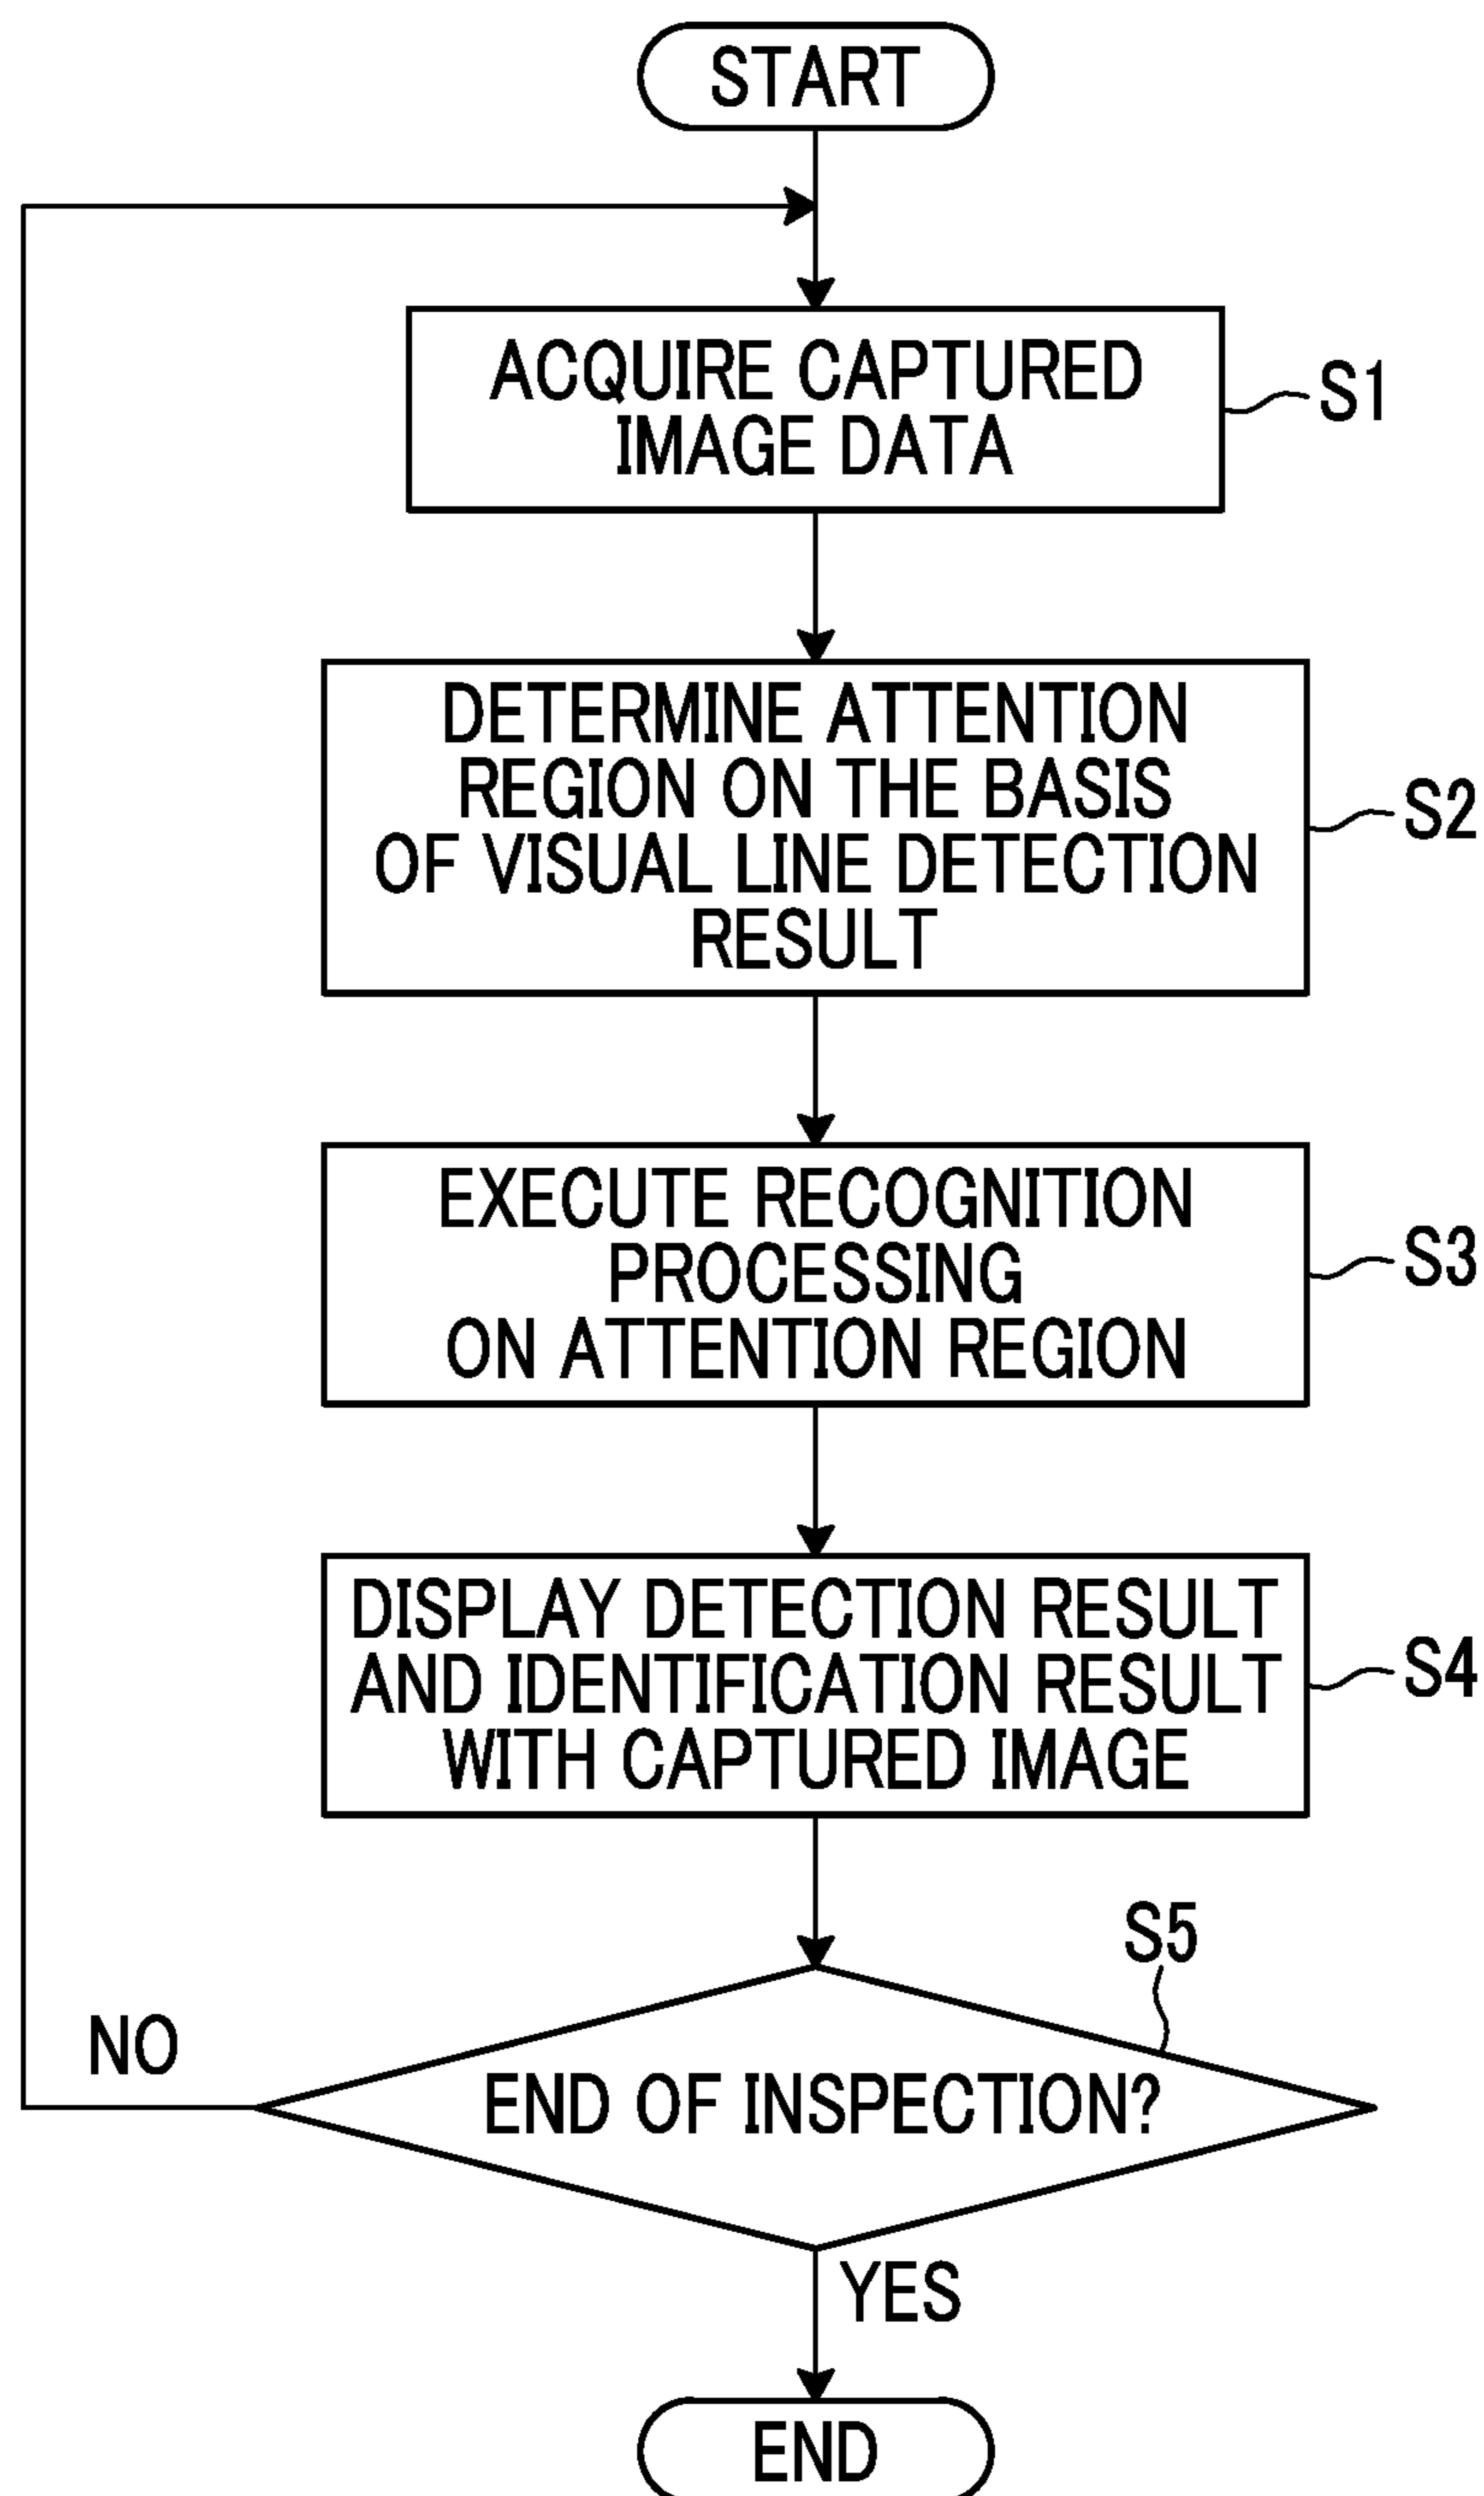 START
ACQUIRE CAPTURED
IMAGE DATA
S1
DETERMINE ATTENTION
REGION ON THE BASIS
OF VISUAL LINE DETECTION
RESULT
S2
EXECUTE RECOGNITION
PROCESSING
ON ATTENTION REGION
S3
DISPLAY DETECTION RESULT
AND IDENTIFICATION RESULT
WITH CAPTURED IMAGE
S4
S5
NO
END OF INSPECTION?
YES
END